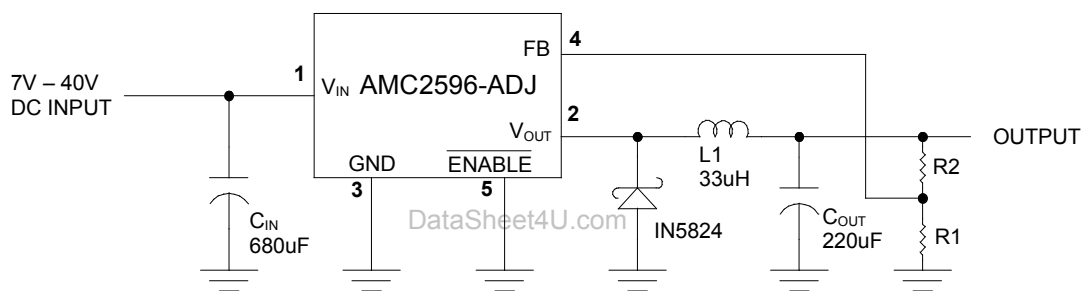 FB
4
1
7V – 40V
DC INPUT
VIN
AMC2596-ADJ
2
VOUT
OUTPUT
L1
33uH
R2
GND
ENABLE
3
5
DataSheet4U.com
CIN
680uF
IN5824
COUT
220uF
R1